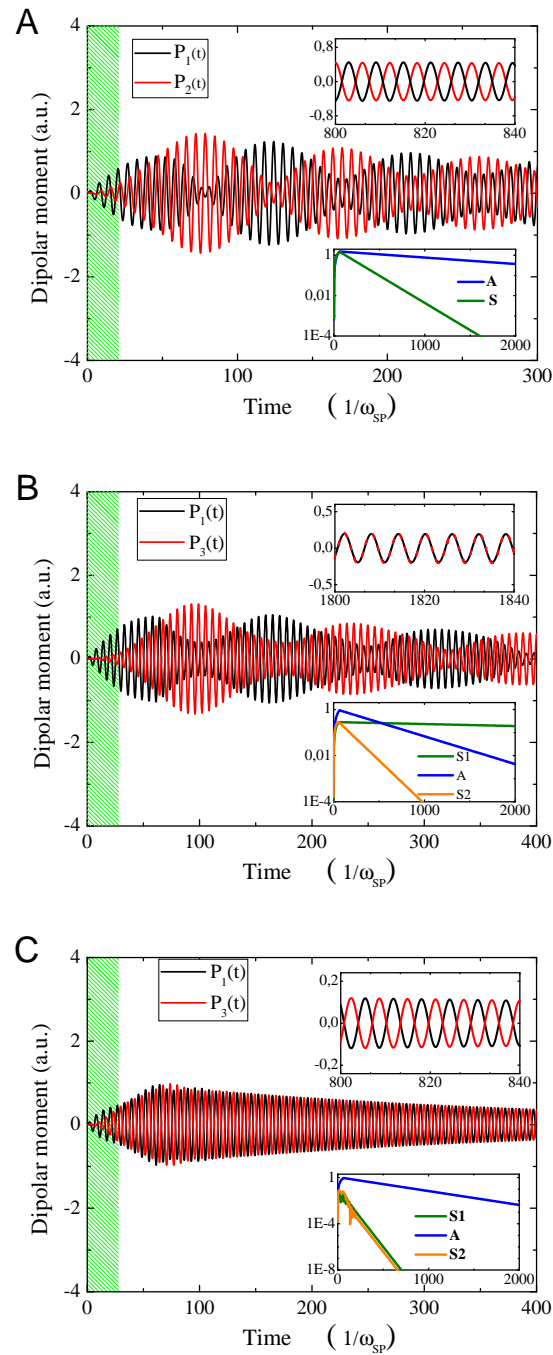 A
Dipolar moment (a.u.)
4
2
0
-2
-4
P1(t)
P2(t)
0,8
0,0
-0,8
800 820 840
1
0,01
1E-4
A
S
0 1000 2000
0 100 200 300
Time ( 1/ωSP)
B
Dipolar moment (a.u.)
4
2
0
-2
-4
P1(t)
P3(t)
0,5
0,0
-0,5
1800 1820 1840
1
0,01
1E-4
S1
A
S2
0 1000 2000
0 100 200 300 400
Time ( 1/ωSP)
C
Dipolar moment (a.u.)
4
2
0
-2
-4
P1(t)
P3(t)
0,2
0,0
-0,2
800 820 840
1
1E-4
1E-8
S1
A
S2
0 1000 2000
0 100 200 300 400
Time ( 1/ωSP)